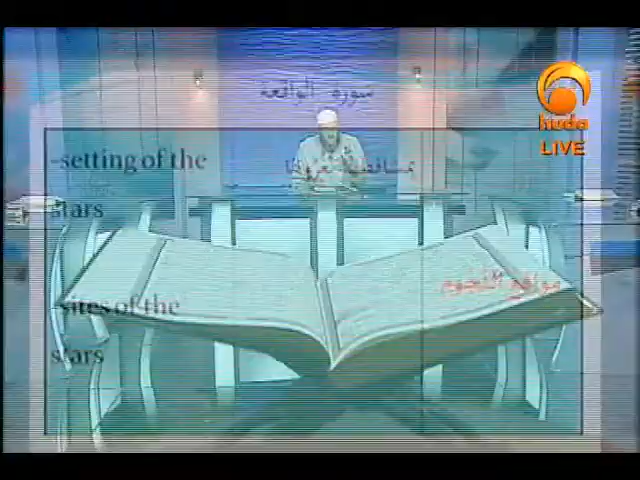 huda
LIVE
سورة الواقعة
-setting of the
stars
-sites of the
مواقع النجوم
stars